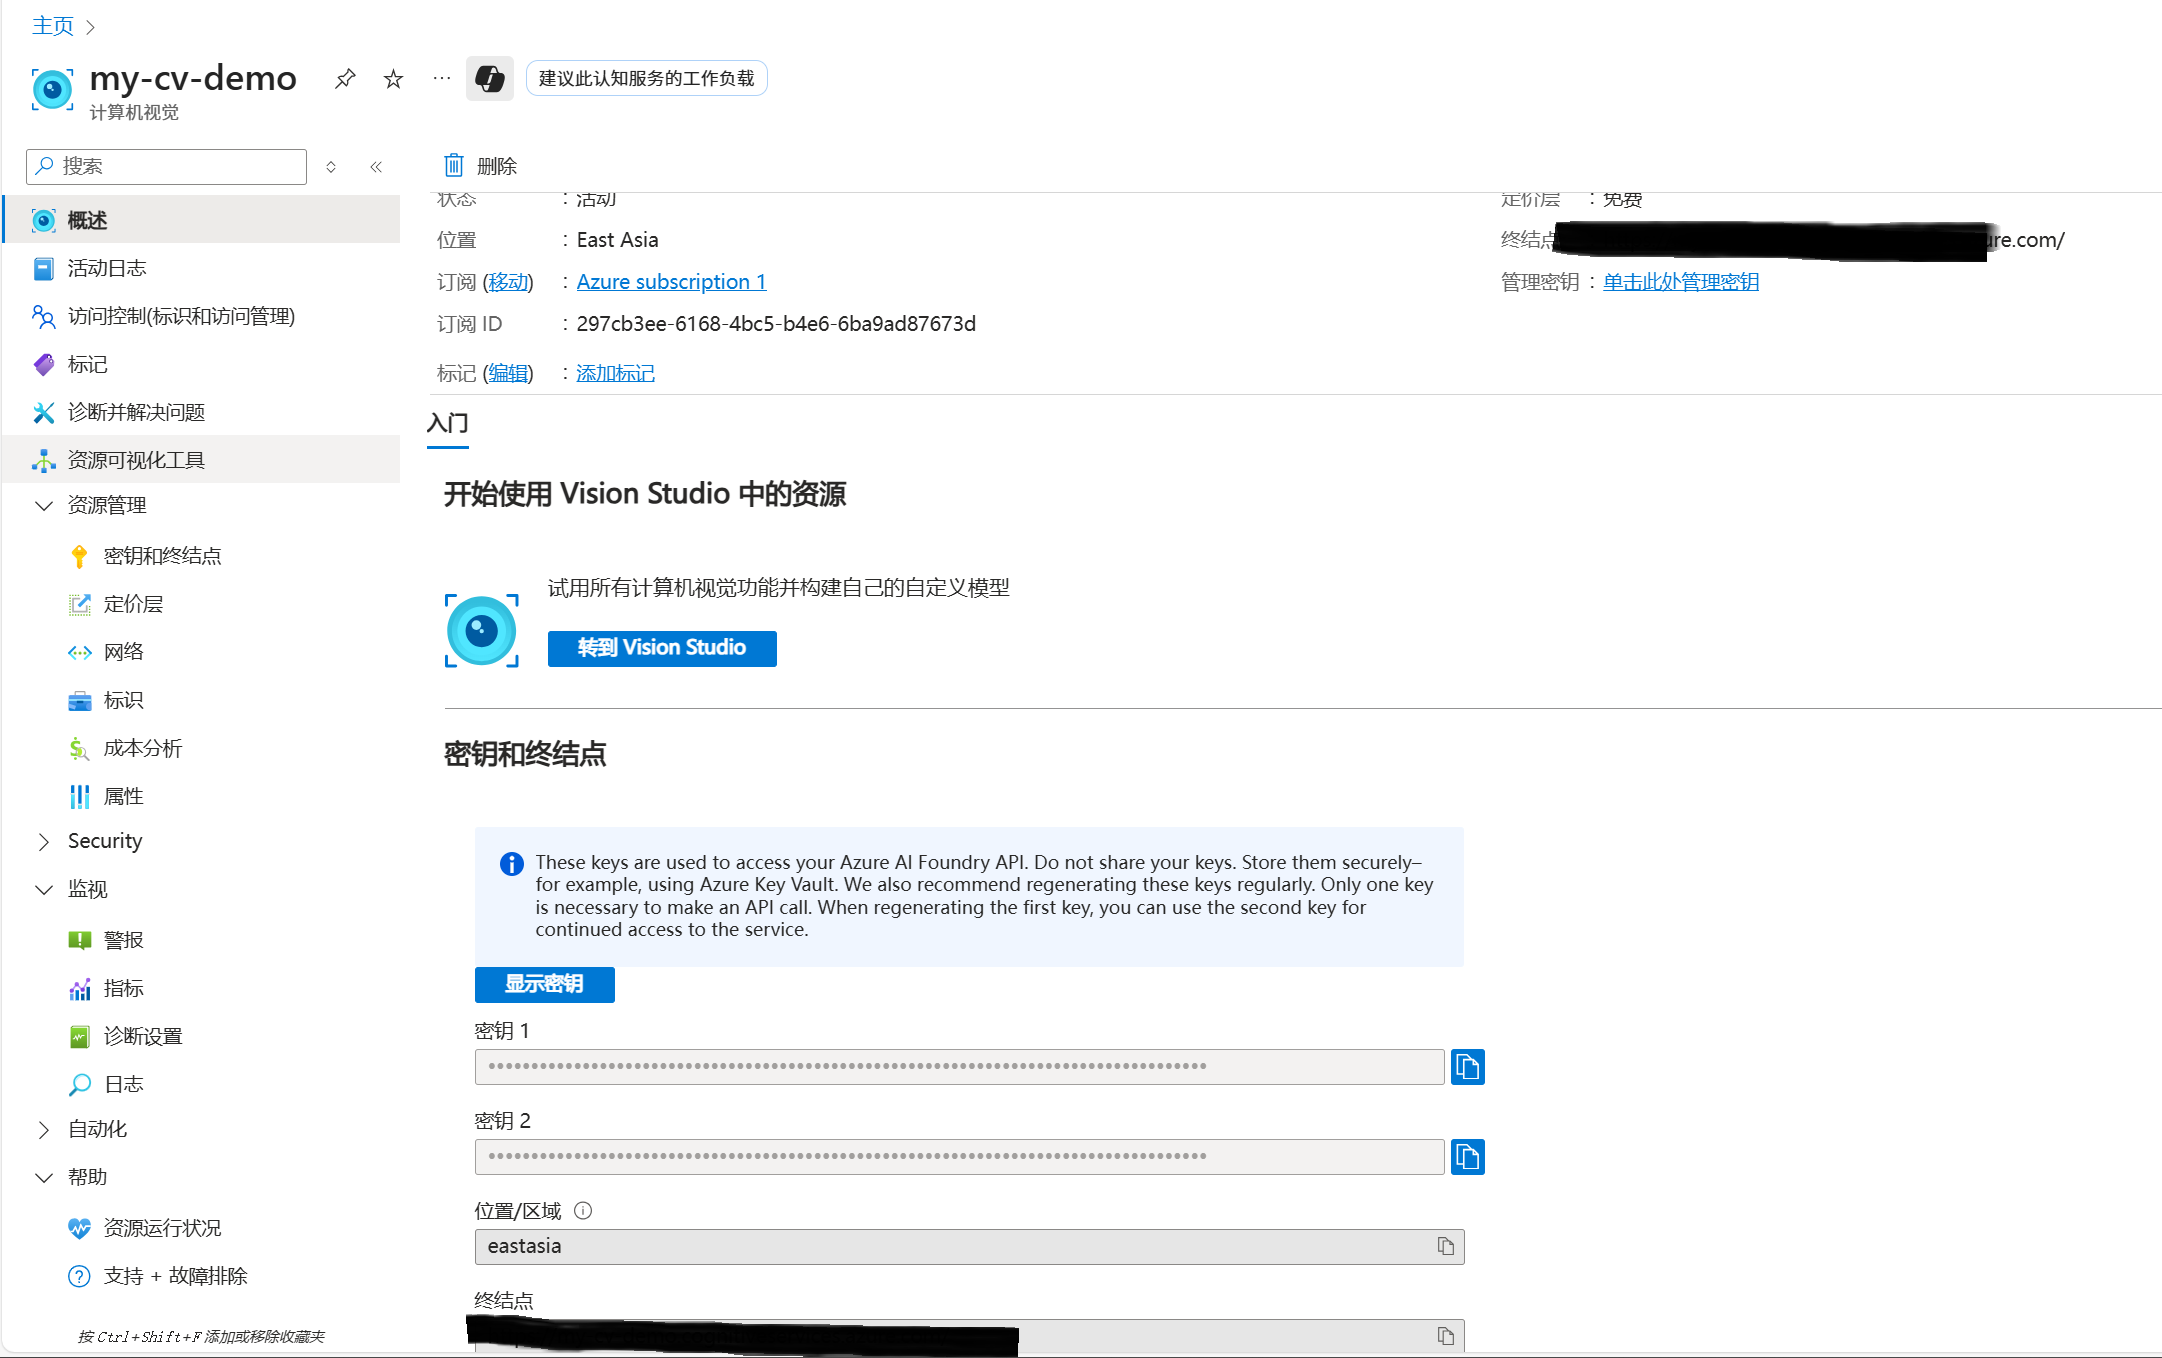 主页
my-cv-demo
建议此认知服务的工作负载
计算机视觉
搜索
删除
概述
活动日志
访问控制(标识和访问管理)
标记
诊断并解决问题
资源可视化工具
资源管理
密钥和终结点
定价层
网络
标识
成本分析
属性
Security
监视
警报
指标
诊断设置
日志
自动化
帮助
资源运行状况
支持 + 故障排除
按 Ctrl+Shift+F 添加或移除收藏夹
状态 : 活动
位置 : East Asia
订阅 (移动) : Azure subscription 1
订阅 ID : 297cb3ee-6168-4bc5-b4e6-6ba9ad87673d
标记 (编辑) : 添加标记
定价层 : 免费
终结点 re.com/
管理密钥 : 单击此处管理密钥
入门
开始使用 Vision Studio 中的资源
试用所有计算机视觉功能并构建自己的自定义模型
转到 Vision Studio
密钥和终结点
These keys are used to access your Azure AI Foundry API. Do not share your keys. Store them securely–
for example, using Azure Key Vault. We also recommend regenerating these keys regularly. Only one key
is necessary to make an API call. When regenerating the first key, you can use the second key for
continued access to the service.
显示密钥
密钥 1
密钥 2
位置/区域
eastasia
终结点